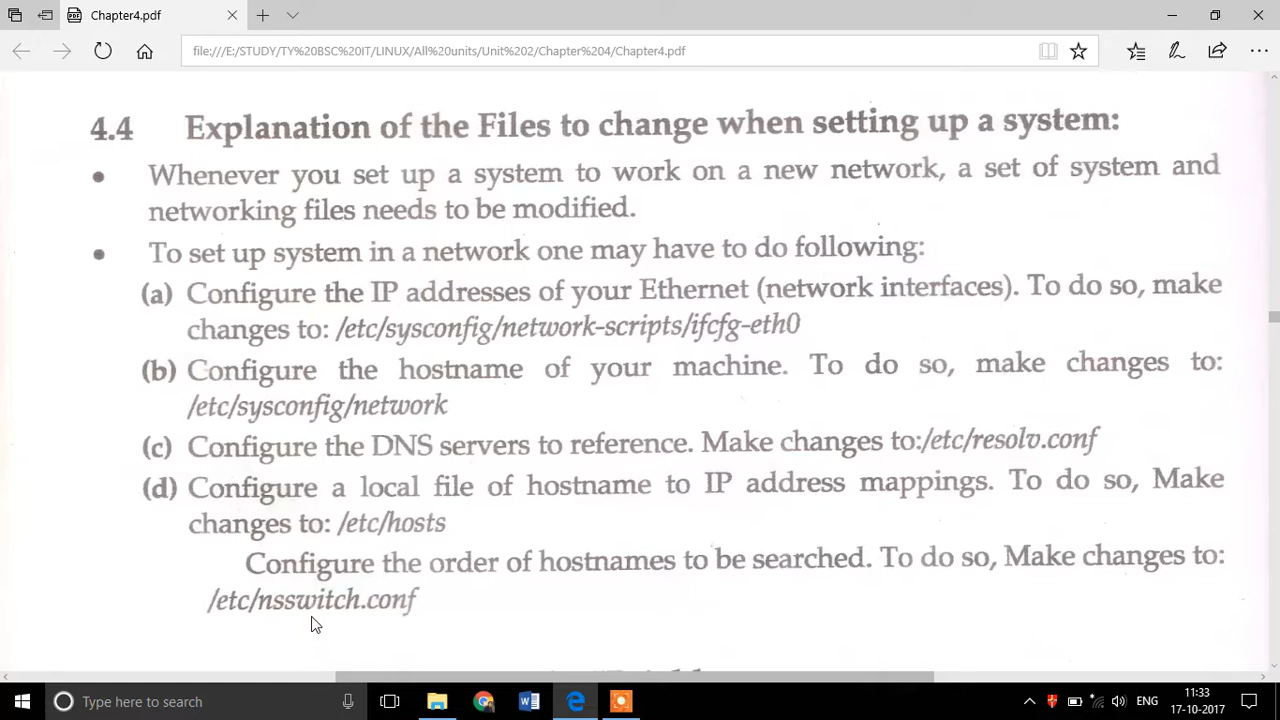 Chapter4.pdf
file:///E:/STUDY/TY%20BSC%20IT/LINUX/All%20units/Unit%202/Chapter%204/Chapter4.pdf
4.4 Explanation of the Files to change when setting up a system:
• Whenever you set up a system to work on a new network, a set of system and
networking files needs to be modified.
• To set up system in a network one may have to do following:
(a) Configure the IP addresses of your Ethernet (network interfaces). To do so, make
changes to: /etc/sysconfig/network-scripts/ifcfg-eth0
(b) Configure the hostname of your machine. To do so, make changes to:
/etc/sysconfig/network
(c) Configure the DNS servers to reference. Make changes to:/etc/resolv.conf
(d) Configure a local file of hostname to IP address mappings. To do so, Make
changes to: /etc/hosts
Configure the order of hostnames to be searched. To do so, Make changes to:
/etc/nsswitch.conf
Type here to search
ENG
11:33
17-10-2017